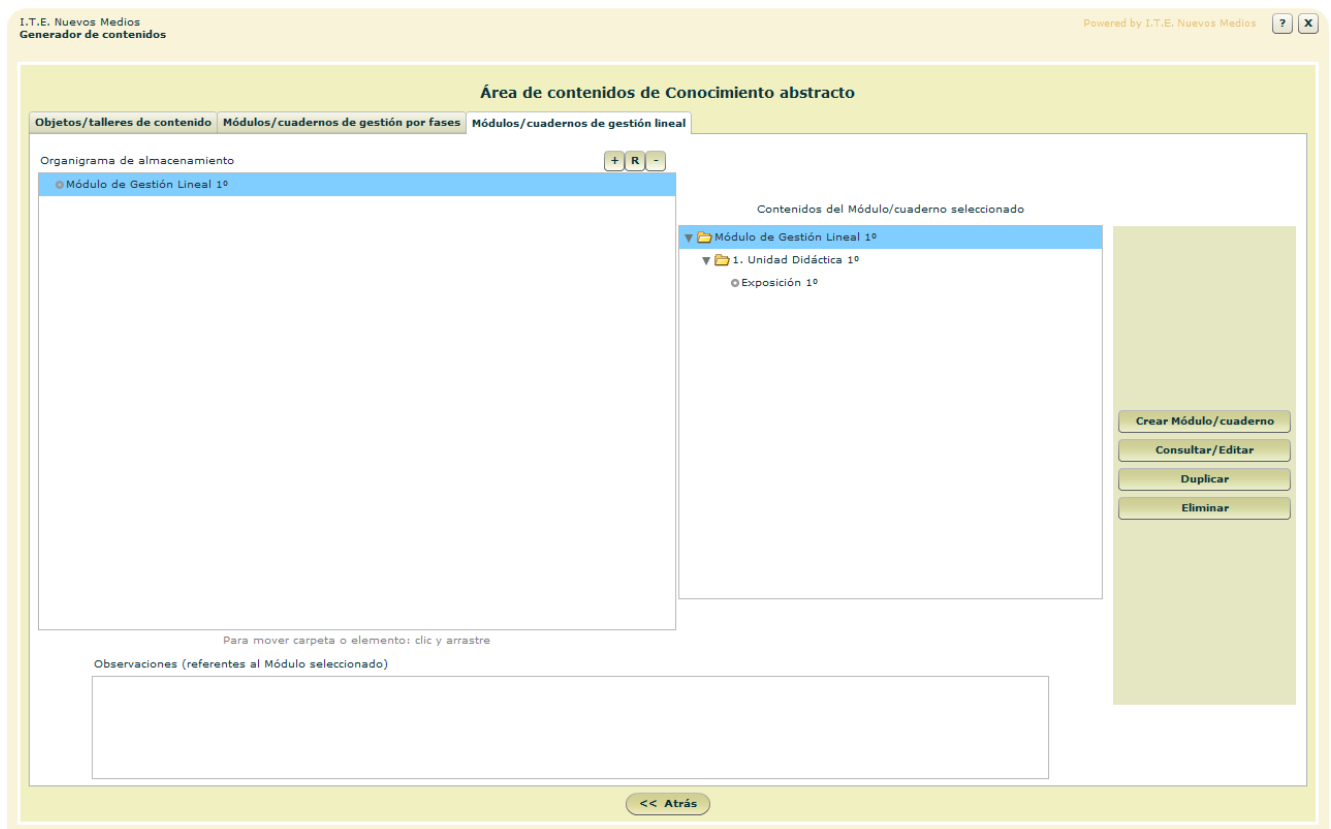 I.T.E. Nuevos Medios
Generador de contenidos
Powered by I.T.E. Nuevos Medios
?
X
Área de contenidos de Conocimiento abstracto
Objetos/talleres de contenido
Módulos/cuadernos de gestión por fases
Módulos/cuadernos de gestión lineal
Organigrama de almacenamiento
+
R
-
Módulo de Gestión Lineal 1º
Para mover carpeta o elemento: clic y arrastre
Contenidos del Módulo/cuaderno seleccionado
Módulo de Gestión Lineal 1º
1. Unidad Didáctica 1º
Exposición 1º
Crear Módulo/cuaderno
Consultar/Editar
Duplicar
Eliminar
Observaciones (referentes al Módulo seleccionado)
<< Atrás